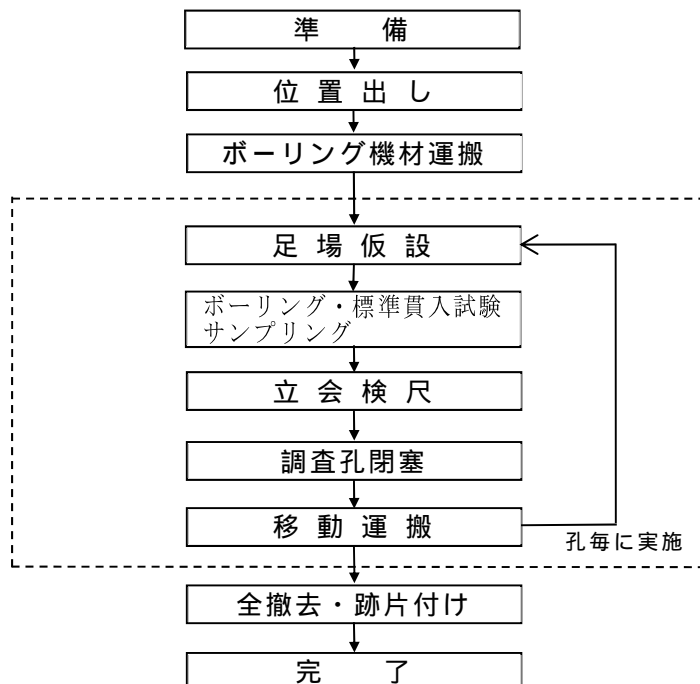 準 備
位 置 出 し
ボーリング機材運搬
足 場 仮 設
ボーリング・標準貫入試験
サンプリング
立 会 検 尺
調査孔閉塞
移 動 運 搬
孔毎に実施
全撤去・跡片付け
完 了